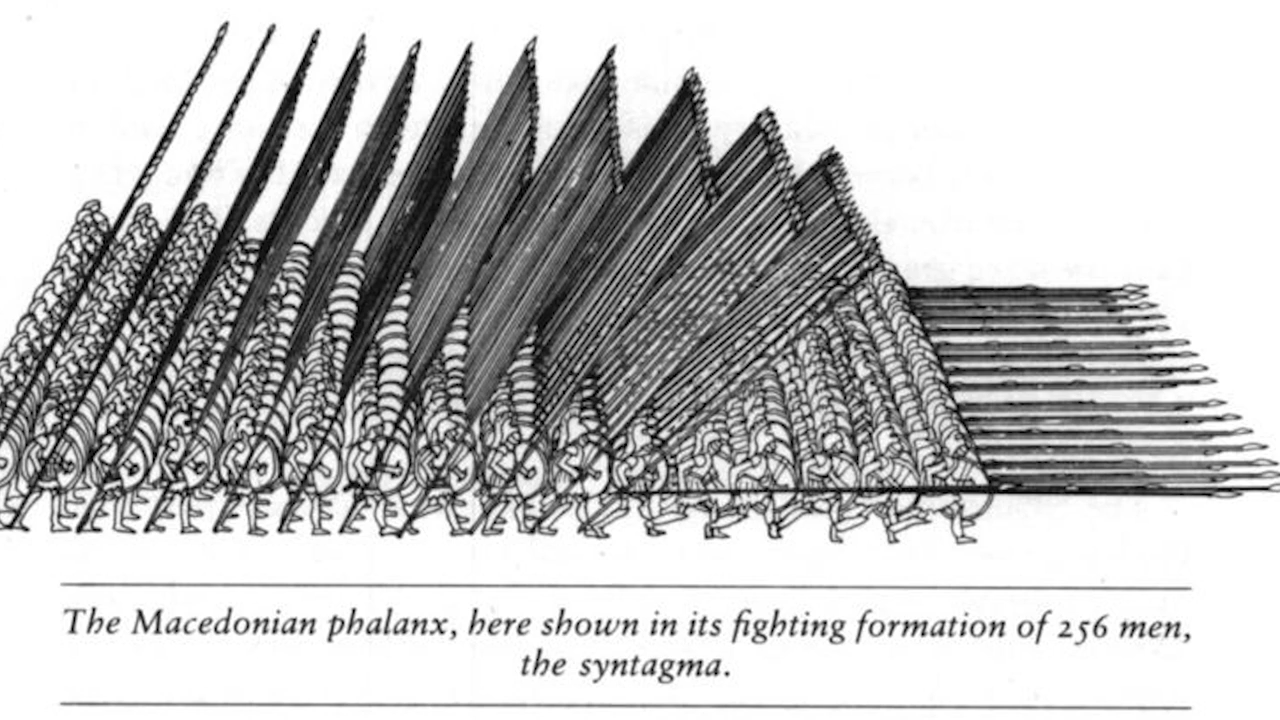 The Macedonian phalanx, here shown in its fighting formation of 256 men,
the syntagma.